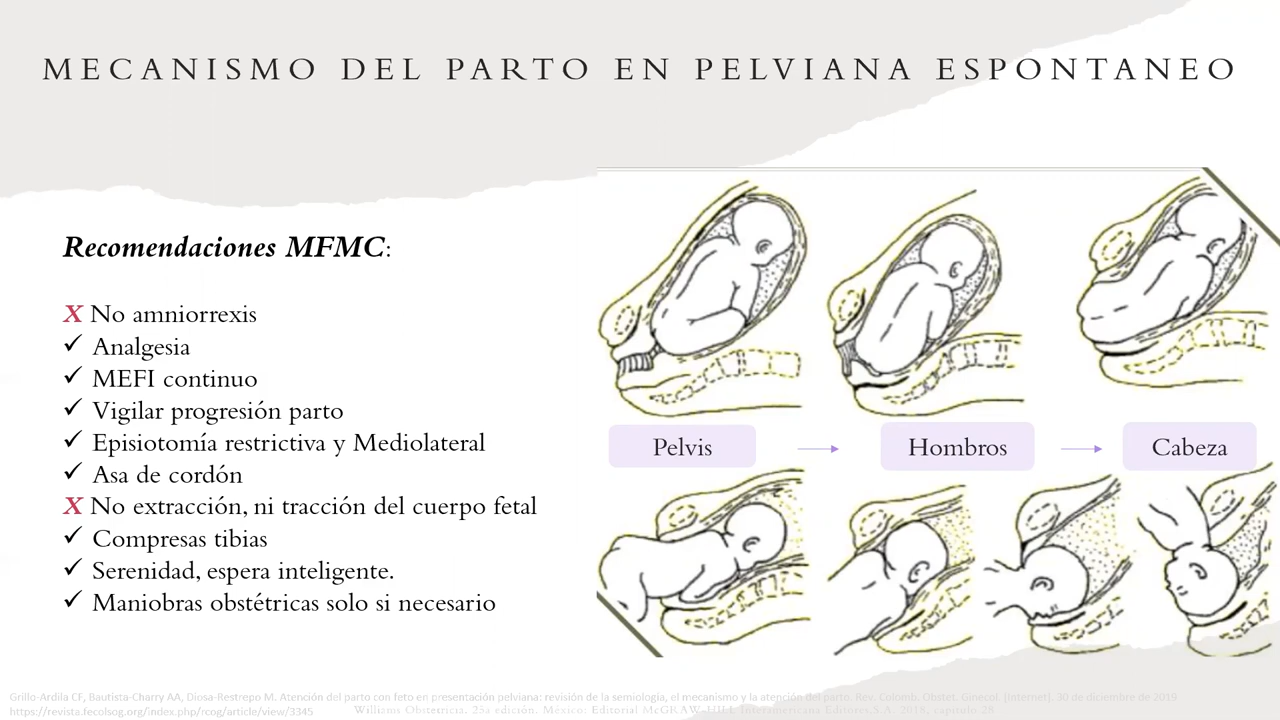 MECANISMO DEL PARTO EN PELVIANA ESPONTANEO
Recomendaciones MFMC:
X No amniorrexis
✓ Analgesia
✓ MEFI continuo
✓ Vigilar progresión parto
✓ Episiotomía restrictiva y Mediolateral
✓ Asa de cordón
X No extracción, ni tracción del cuerpo fetal
✓ Compresas tibias
✓ Serenidad, espera inteligente.
✓ Maniobras obstétricas solo si necesario
Pelvis
Hombros
Cabeza
Grillo-Ardila CF, Bautista-Charry AA, Diosa-Restrepo M. Atención del parto con feto en presentación pelviana: revisión de la semiología, el mecanismo y la atención del parto. Rev. Colomb. Obstet. Ginecol. [Internet]. 30 de diciembre de 2019
https://revista.fecolsog.org/index.php/rcog/article/view/3345
Williams Obstetricia. 25a edición. México: Editorial McGRAW-HILL Interamericana Editores,S.A. 2018, capítulo 28